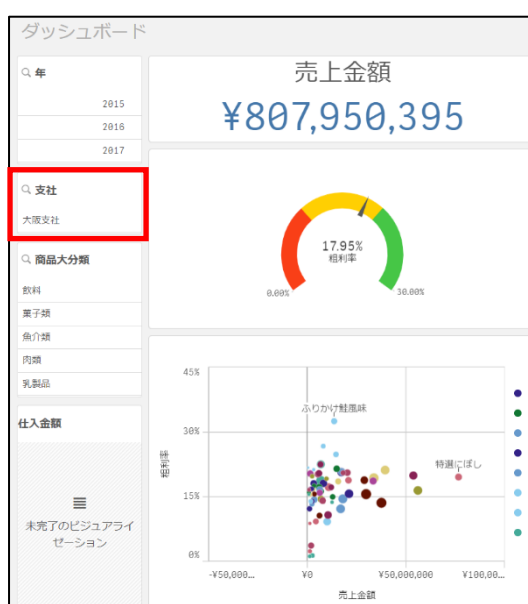 ダッシュボード
年
2015
2016
2017
支社
大阪支社
商品大分類
飲料
菓子類
魚介類
肉類
乳製品
仕入金額
未完了のビジュアライ
ゼーション
売上金額
¥807,950,395
17.95%
粗利率
0.00%
30.00%
45%
30%
15%
0%
粗利率
ふりかけ鮭風味
特選にぼし
-¥50,000...
¥0
¥50,000,000
¥100,00...
売上金額